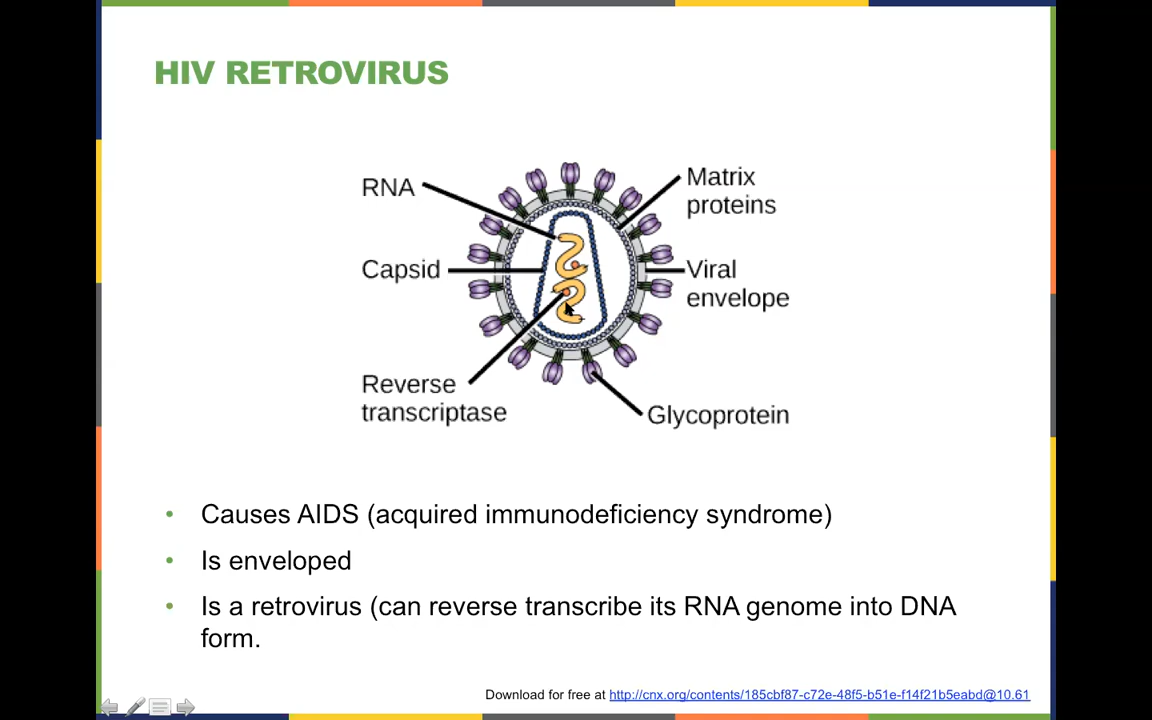 HIV RETROVIRUS
RNA
Matrix
proteins
Capsid
Viral
envelope
Reverse
transcriptase
Glycoprotein
• Causes AIDS (acquired immunodeficiency syndrome)
• Is enveloped
• Is a retrovirus (can reverse transcribe its RNA genome into DNA
form.
Download for free at http://cnx.org/contents/185cbf87-c72e-48f5-b51e-f14f21b5eabd@10.61